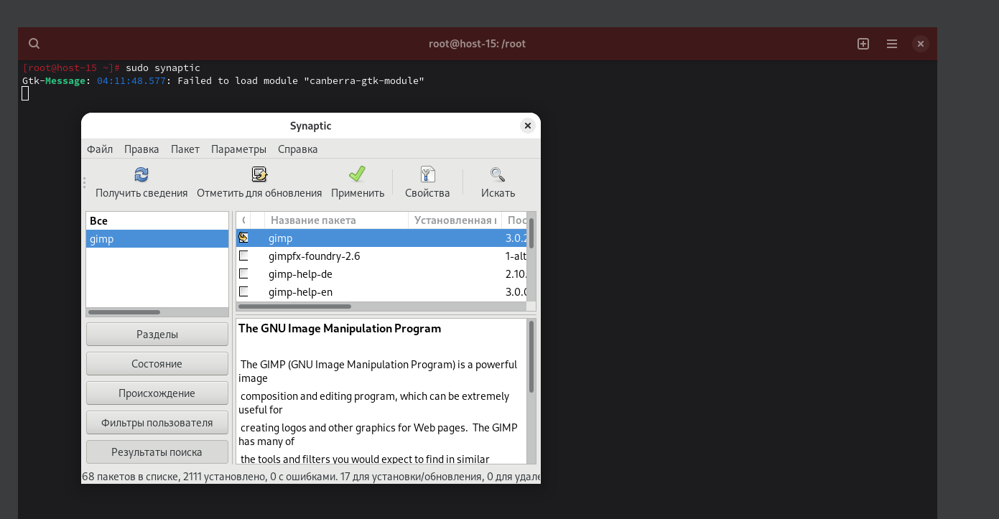 root@host-15: /root
[root@host-15 ~]# sudo synaptic
Gtk-Message: 04:11:48.577: Failed to load module "canberra-gtk-module"
Synaptic
Файл Правка Пакет Параметры Справка
Получить сведения Отметить для обновления Применить Свойства Искать
Все
gimp
Название пакета Установленная
gimp 3.0.2
gimpfx-foundry-2.6 1-alt
gimp-help-de 2.10.
gimp-help-en 3.0.0
Разделы
Состояние
Происхождение
Фильтры пользователя
Результаты поиска
The GNU Image Manipulation Program
The GIMP (GNU Image Manipulation Program) is a powerful
image
composition and editing program, which can be extremely
useful for
creating logos and other graphics for Web pages. The GIMP
has many of
the tools and filters you would expect to find in similar
68 пакетов в списке, 2111 установлено, 0 с ошибками. 17 для установки/обновления, 0 для удале